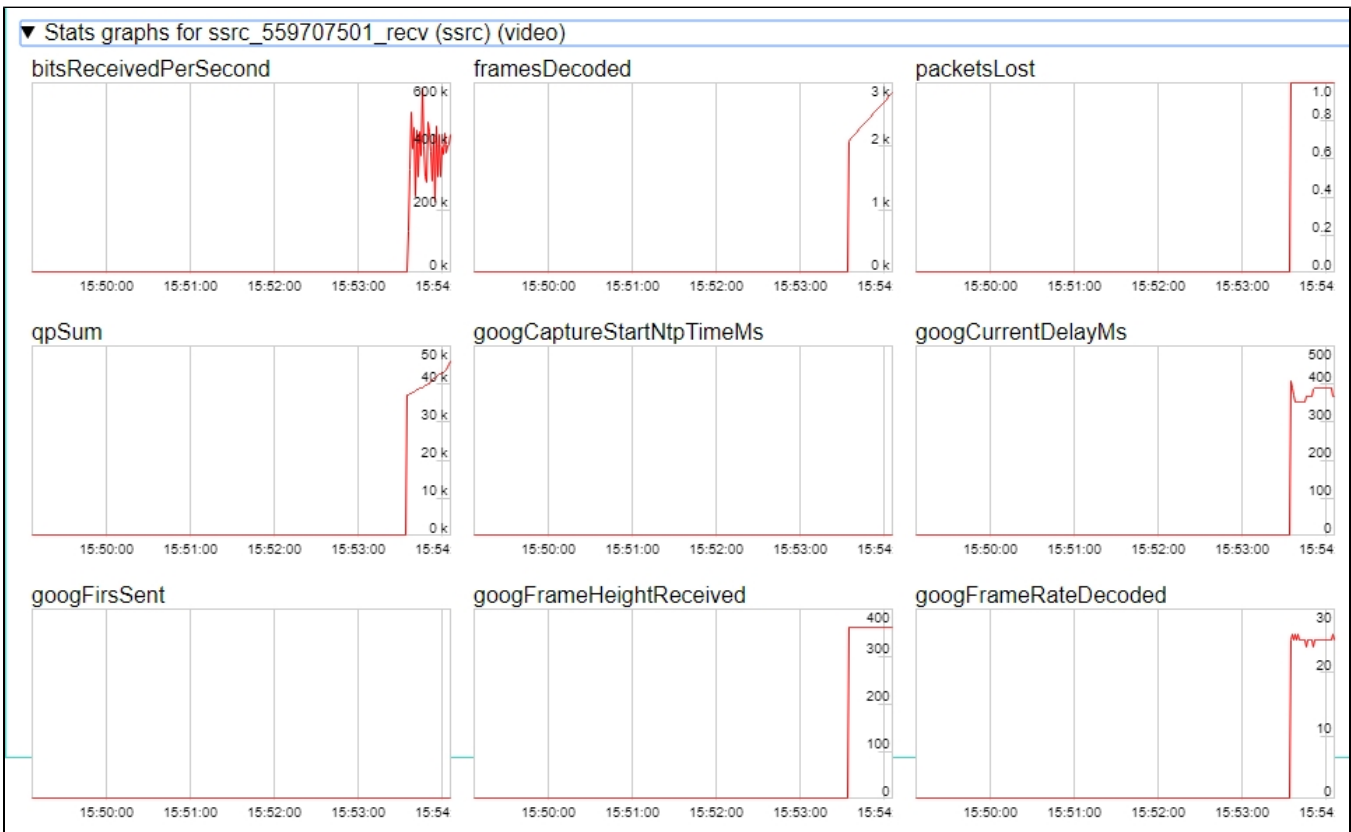 ▼ Stats graphs for ssrc_559707501_recv (ssrc) (video)
bitsReceivedPerSecond framesDecoded packetsLost
600 k 3 k 1.0
0.8
400 k 2 k 0.6
0.4
200 k 1 k 0.2
0 k 0 k 0.0
15:50:00 15:51:00 15:52:00 15:53:00 15:54 15:50:00 15:51:00 15:52:00 15:53:00 15:54 15:50:00 15:51:00 15:52:00 15:53:00 15:54
qpSum googCaptureStartNtpTimeMs googCurrentDelayMs
50 k 500
40 k 400
30 k 300
20 k 200
10 k 100
0 k 0
15:50:00 15:51:00 15:52:00 15:53:00 15:54 15:50:00 15:51:00 15:52:00 15:53:00 15:54 15:50:00 15:51:00 15:52:00 15:53:00 15:54
googFirsSent googFrameHeightReceived googFrameRateDecoded
400 30
300 20
200
100 10
0 0
15:50:00 15:51:00 15:52:00 15:53:00 15:54 15:50:00 15:51:00 15:52:00 15:53:00 15:54 15:50:00 15:51:00 15:52:00 15:53:00 15:54